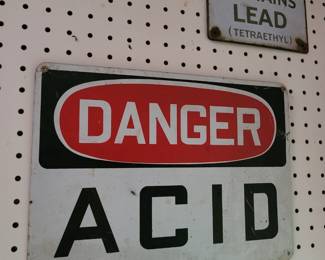 LEAD
(TETRAETHYL)
DANGER
ACID